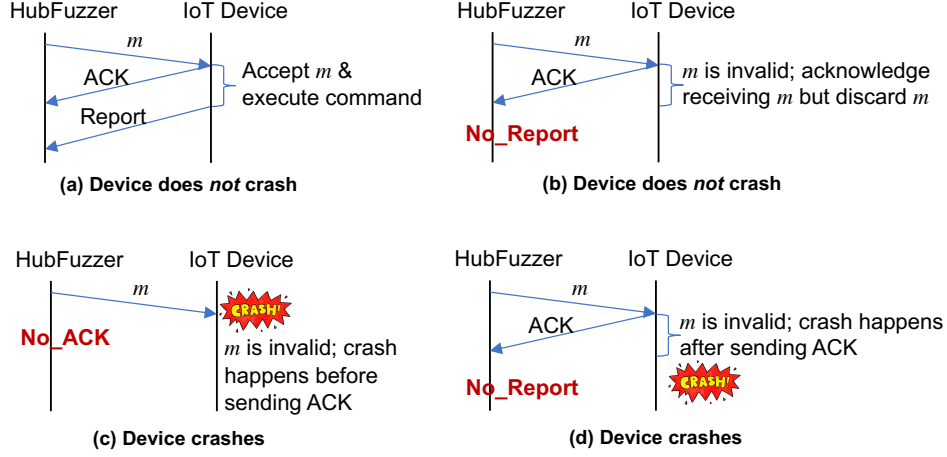 HubFuzzer IoT Device
m
ACK
Accept m &
execute command
Report
(a) Device does not crash
HubFuzzer IoT Device
m
ACK
m is invalid; acknowledge
receiving m but discard m
No_Report
(b) Device does not crash
HubFuzzer IoT Device
m
CRASH!
No_ACK
m is invalid; crash
happens before
sending ACK
(c) Device crashes
HubFuzzer IoT Device
m
ACK
m is invalid; crash happens
after sending ACK
No_Report
CRASH!
(d) Device crashes